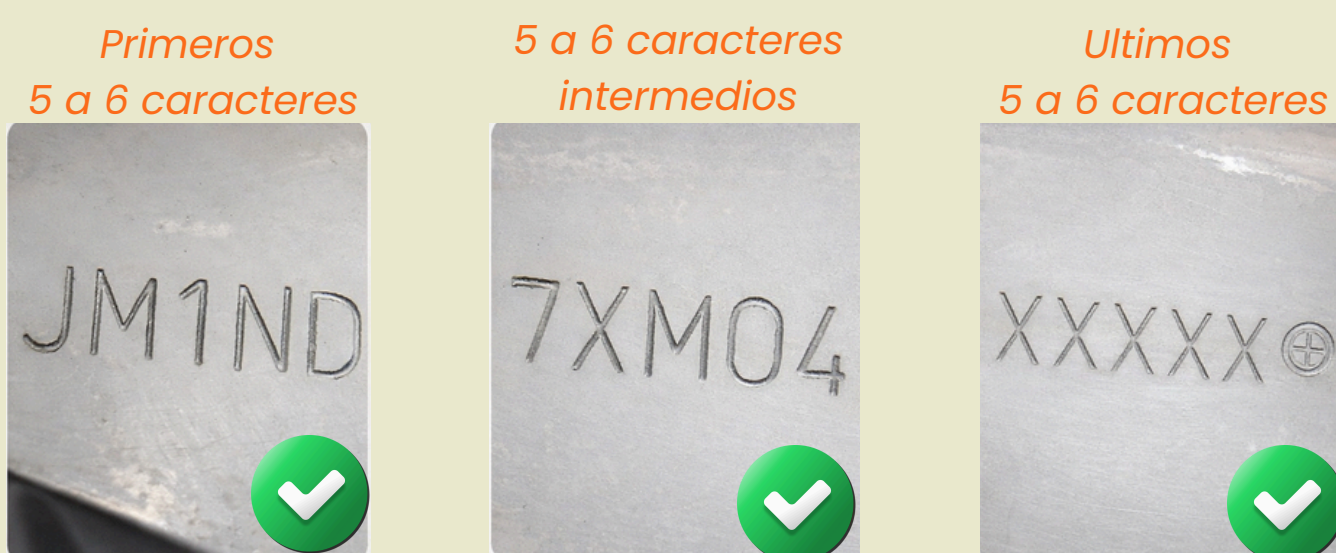 Primeros
5 a 6 caracteres
JM1ND
5 a 6 caracteres
intermedios
7XM04
Ultimos
5 a 6 caracteres
XXXXX